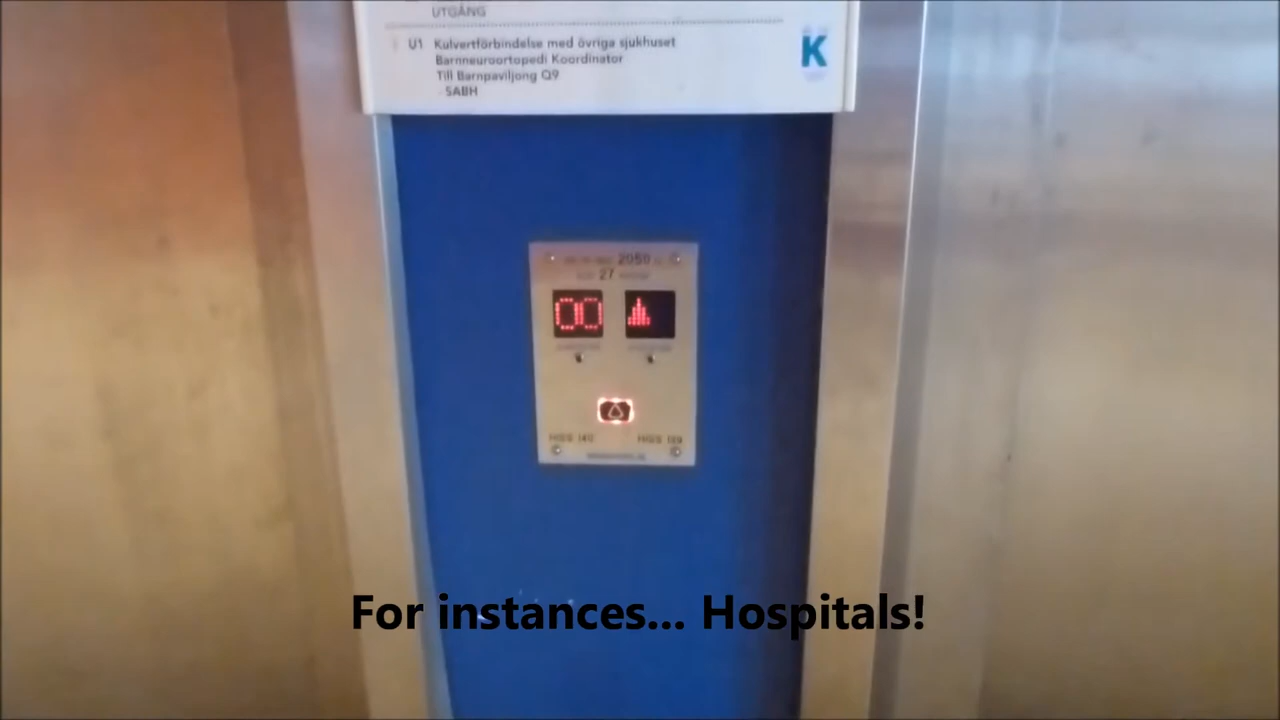 UTGÅNG
U1 Kulvertförbindelse med övriga sjukhuset
Barnneuroortopedi Koordinator
Till Barnpaviljong Q9
SABH
K
2050
27
00
HISS 140 HISS 139
For instances... Hospitals!